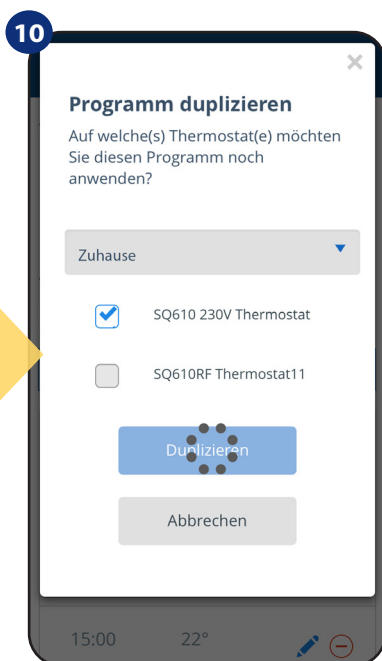 10
×
Programm duplizieren
Auf welche(s) Thermostat(e) möchten
Sie diesen Programm noch
anwenden?
Zuhause
SQ610 230V Thermostat
SQ610RF Thermostat11
Duplizieren
Abbrechen
15:00 22°